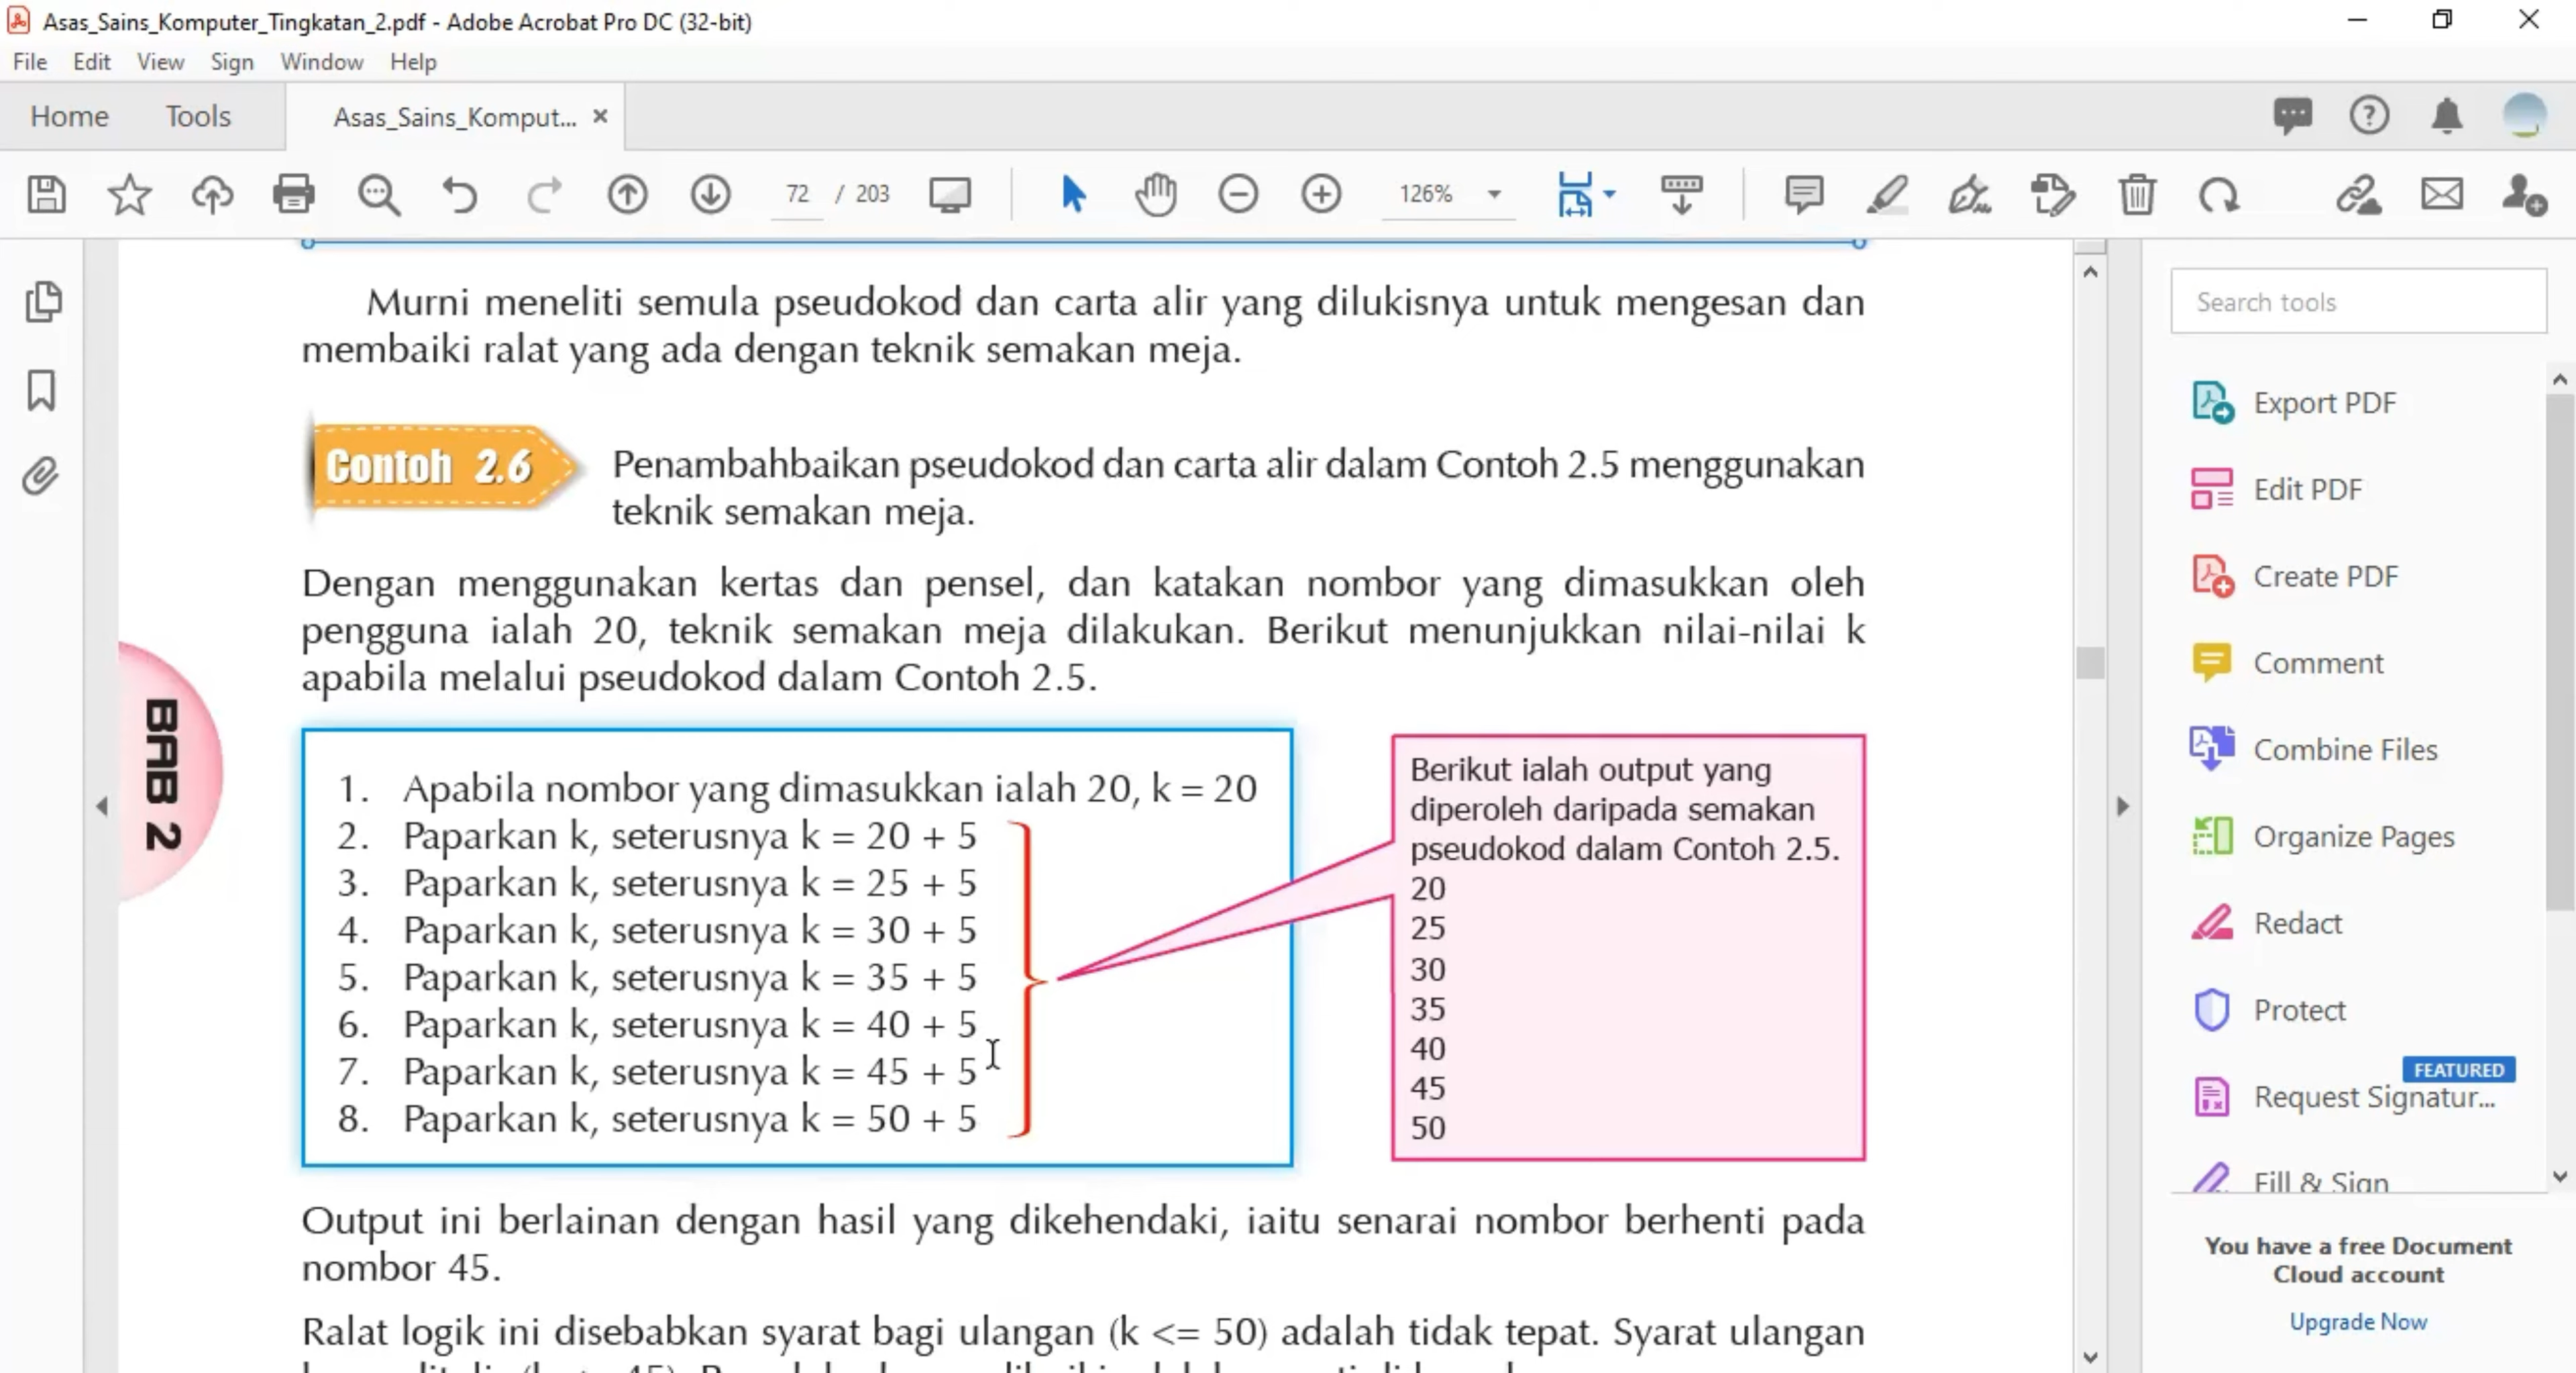 Asas_Sains_Komputer_Tingkatan_2.pdf - Adobe Acrobat Pro DC (32-bit)
File Edit View Sign Window Help
Home Tools Asas_Sains_Komput... ×
72 / 203 126%
Murni meneliti semula pseudokod dan carta alir yang dilukisnya untuk mengesan dan
membaiki ralat yang ada dengan teknik semakan meja.
Contoh 2.6
Penambahbaikan pseudokod dan carta alir dalam Contoh 2.5 menggunakan
teknik semakan meja.
Dengan menggunakan kertas dan pensel, dan katakan nombor yang dimasukkan oleh
pengguna ialah 20, teknik semakan meja dilakukan. Berikut menunjukkan nilai-nilai k
apabila melalui pseudokod dalam Contoh 2.5.
BAB 2
1. Apabila nombor yang dimasukkan ialah 20, k = 20
2. Paparkan k, seterusnya k = 20 + 5
3. Paparkan k, seterusnya k = 25 + 5
4. Paparkan k, seterusnya k = 30 + 5
5. Paparkan k, seterusnya k = 35 + 5
6. Paparkan k, seterusnya k = 40 + 5
7. Paparkan k, seterusnya k = 45 + 5
8. Paparkan k, seterusnya k = 50 + 5
Berikut ialah output yang
diperoleh daripada semakan
pseudokod dalam Contoh 2.5.
20
25
30
35
40
45
50
Output ini berlainan dengan hasil yang dikehendaki, iaitu senarai nombor berhenti pada
nombor 45.
Ralat logik ini disebabkan syarat bagi ulangan (k <= 50) adalah tidak tepat. Syarat ulangan
Search tools
Export PDF
Edit PDF
Create PDF
Comment
Combine Files
Organize Pages
Redact
Protect
FEATURED
Request Signatur...
Fill & Sign
You have a free Document
Cloud account
Upgrade Now